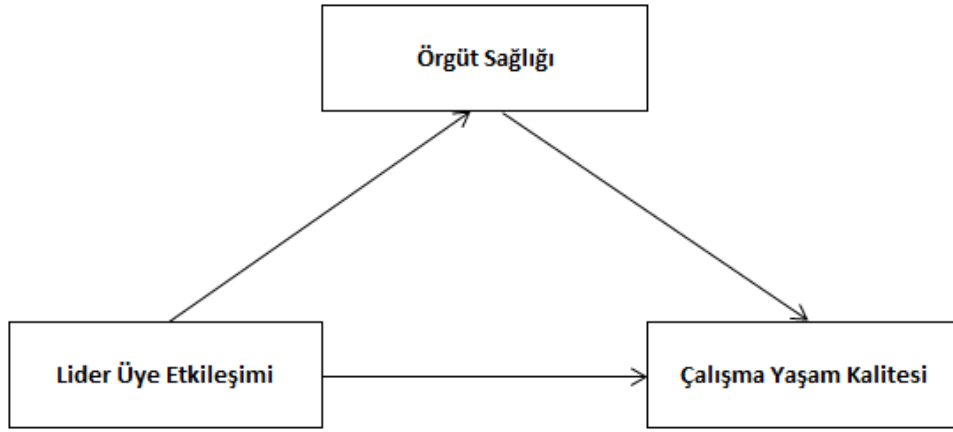 Örgüt Sağlığı
Lider Üye Etkileşimi
Çalışma Yaşam Kalitesi